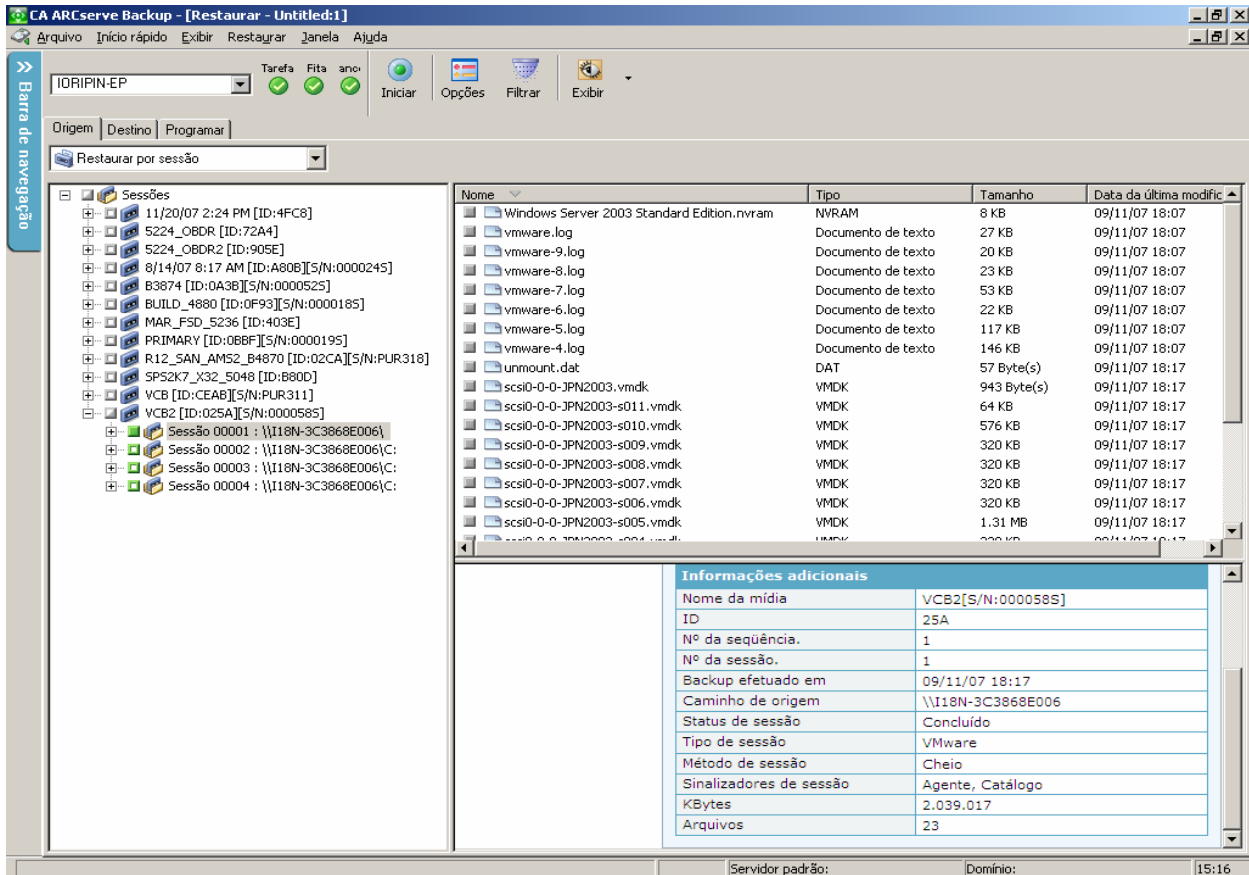 CA ARCserve Backup - [Restaurar - Untitled:1]
Arquivo Início rápido Exibir Restaurar Janela Ajuda
Barra de navegação
IORIPIN-EP
Tarefa Fita anco
Iniciar Opções Filtrar Exibir
Origem Destino Programar
Restaurar por sessão
Sessões
11/20/07 2:24 PM [ID:4FC8]
5224_OBDR [ID:72A4]
5224_OBDR2 [ID:905E]
8/14/07 8:17 AM [ID:A80B][S/N:000024S]
B3874 [ID:0A3B][S/N:000052S]
BUILD_4880 [ID:0F93][S/N:000018S]
MAR_FSD_5236 [ID:403E]
PRIMARY [ID:0BBF][S/N:000019S]
R12_SAN_AMS2_B4870 [ID:02CA][S/N:PUR318]
SPS2K7_X32_5048 [ID:B80D]
VCB [ID:CEAB][S/N:PUR311]
VCB2 [ID:025A][S/N:000058S]
Sessão 00001 : \\I18N-3C3868E006\
Sessão 00002 : \\I18N-3C3868E006\C:
Sessão 00003 : \\I18N-3C3868E006\C:
Sessão 00004 : \\I18N-3C3868E006\C:
Nome Tipo Tamanho Data da última modific
Windows Server 2003 Standard Edition.nvram NVRAM 8 KB 09/11/07 18:07
vmware.log Documento de texto 27 KB 09/11/07 18:07
vmware-9.log Documento de texto 20 KB 09/11/07 18:07
vmware-8.log Documento de texto 23 KB 09/11/07 18:07
vmware-7.log Documento de texto 53 KB 09/11/07 18:07
vmware-6.log Documento de texto 22 KB 09/11/07 18:07
vmware-5.log Documento de texto 117 KB 09/11/07 18:07
vmware-4.log Documento de texto 146 KB 09/11/07 18:07
unmount.dat DAT 57 Byte(s) 09/11/07 18:17
scsi0-0-0-JPN2003.vmdk VMDK 943 Byte(s) 09/11/07 18:17
scsi0-0-0-JPN2003-s011.vmdk VMDK 64 KB 09/11/07 18:17
scsi0-0-0-JPN2003-s010.vmdk VMDK 576 KB 09/11/07 18:17
scsi0-0-0-JPN2003-s009.vmdk VMDK 320 KB 09/11/07 18:17
scsi0-0-0-JPN2003-s008.vmdk VMDK 320 KB 09/11/07 18:17
scsi0-0-0-JPN2003-s007.vmdk VMDK 320 KB 09/11/07 18:17
scsi0-0-0-JPN2003-s006.vmdk VMDK 320 KB 09/11/07 18:17
scsi0-0-0-JPN2003-s005.vmdk VMDK 1.31 MB 09/11/07 18:17
Informações adicionais
Nome da mídia VCB2[S/N:000058S]
ID 25A
Nº da seqüência. 1
Nº da sessão. 1
Backup efetuado em 09/11/07 18:17
Caminho de origem \\I18N-3C3868E006
Status de sessão Concluído
Tipo de sessão VMware
Método de sessão Cheio
Sinalizadores de sessão Agente, Catálogo
KBytes 2.039.017
Arquivos 23
Servidor padrão: Domínio: 15:16